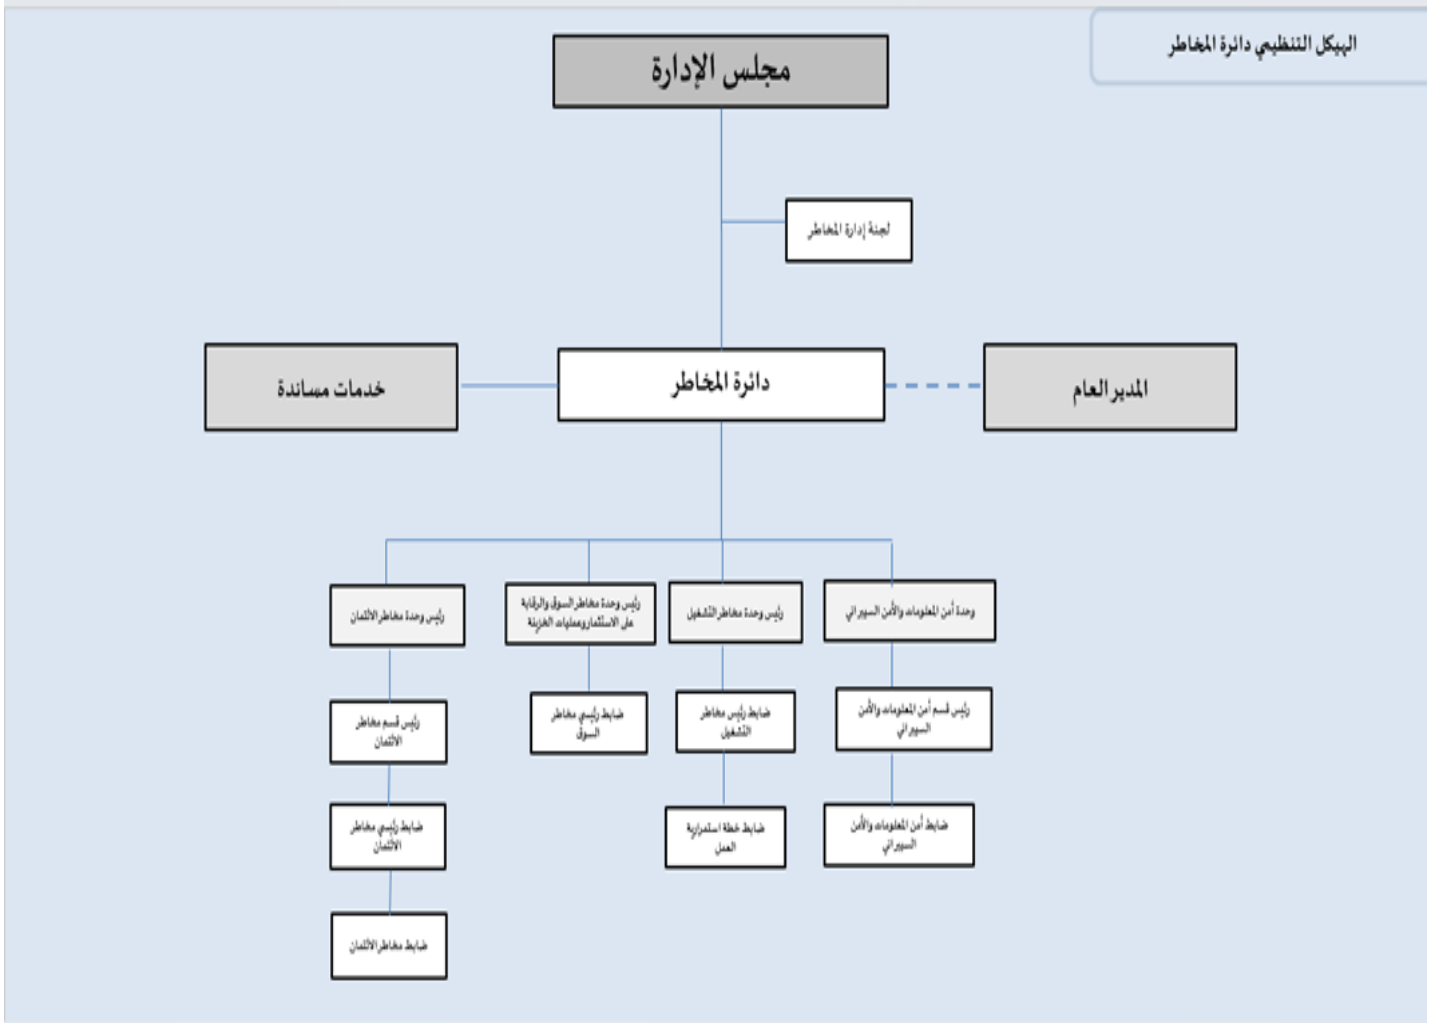 الهيكل التنظيمي دائرة المخاطر
مجلس الإدارة
لجنة إدارة المخاطر
المدير العام
دائرة المخاطر
خدمات مساندة
وحدة أمن المعلومات والأمن السيبراني
رئيس وحدة مخاطر التشغيل
رئيس وحدة مخاطر السوق والرقابة
على الاستثمار وعمليات الخزينة
رئيس وحدة مخاطر الائتمان
رئيس قسم أمن المعلومات والأمن
السيبراني
ضابط رئيس مخاطر
التشغيل
ضابط رئيسي مخاطر
السوق
رئيس قسم مخاطر
الائتمان
ضابط أمن المعلومات والأمن
السيبراني
ضابط خطة استمرارية
العمل
ضابط رئيسي مخاطر
الائتمان
ضابط مخاطر الائتمان